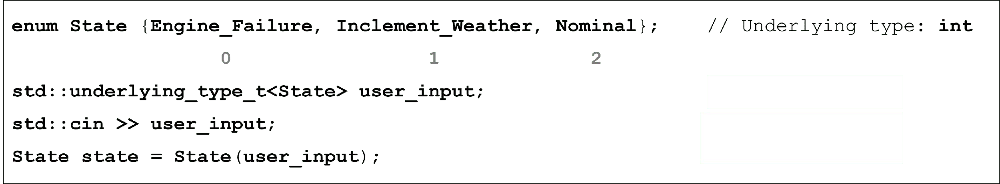 enum State {Engine_Failure, Inclement_Weather, Nominal}; // Underlying type: int
0 1 2
std::underlying_type_t<State> user_input;
std::cin >> user_input;
State state = State(user_input);